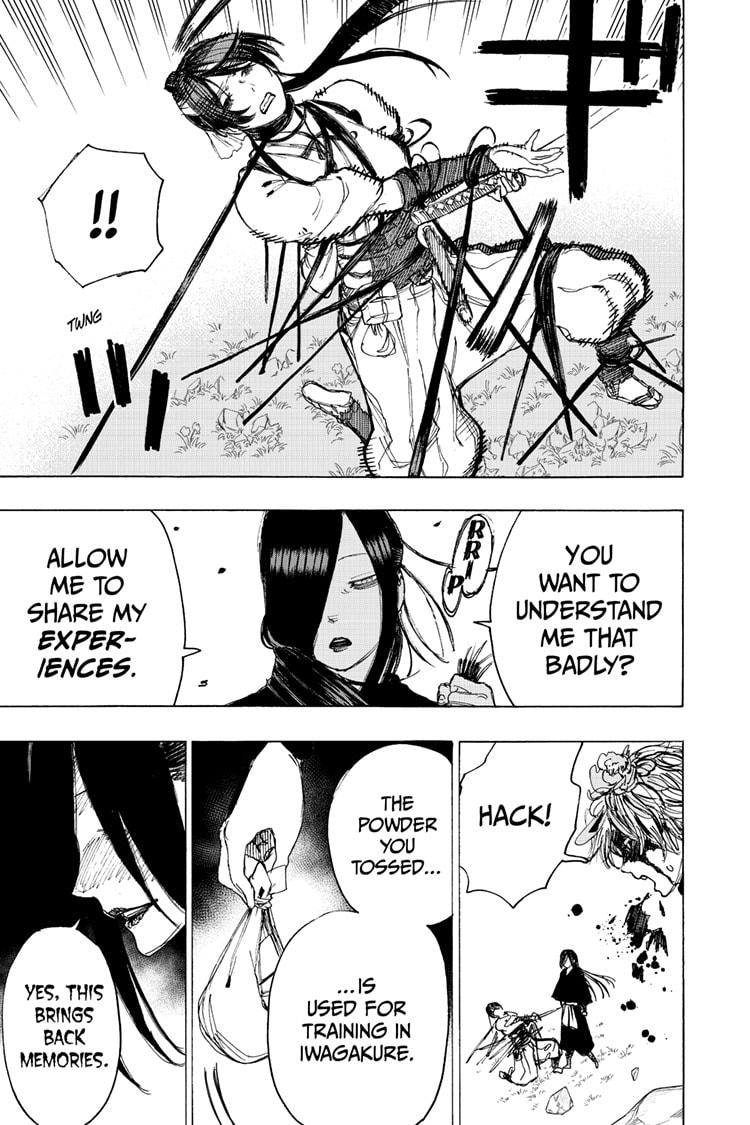 !!
TWNG
YOU
WANT TO
UNDERSTAND
ME THAT
BADLY?
RRIP
ALLOW
ME TO
SHARE MY
EXPER-
IENCES.
HACK!
THE
POWDER
YOU
TOSSED...
...IS
USED FOR
TRAINING IN
IWAGAKURE.
YES, THIS
BRINGS
BACK
MEMORIES.